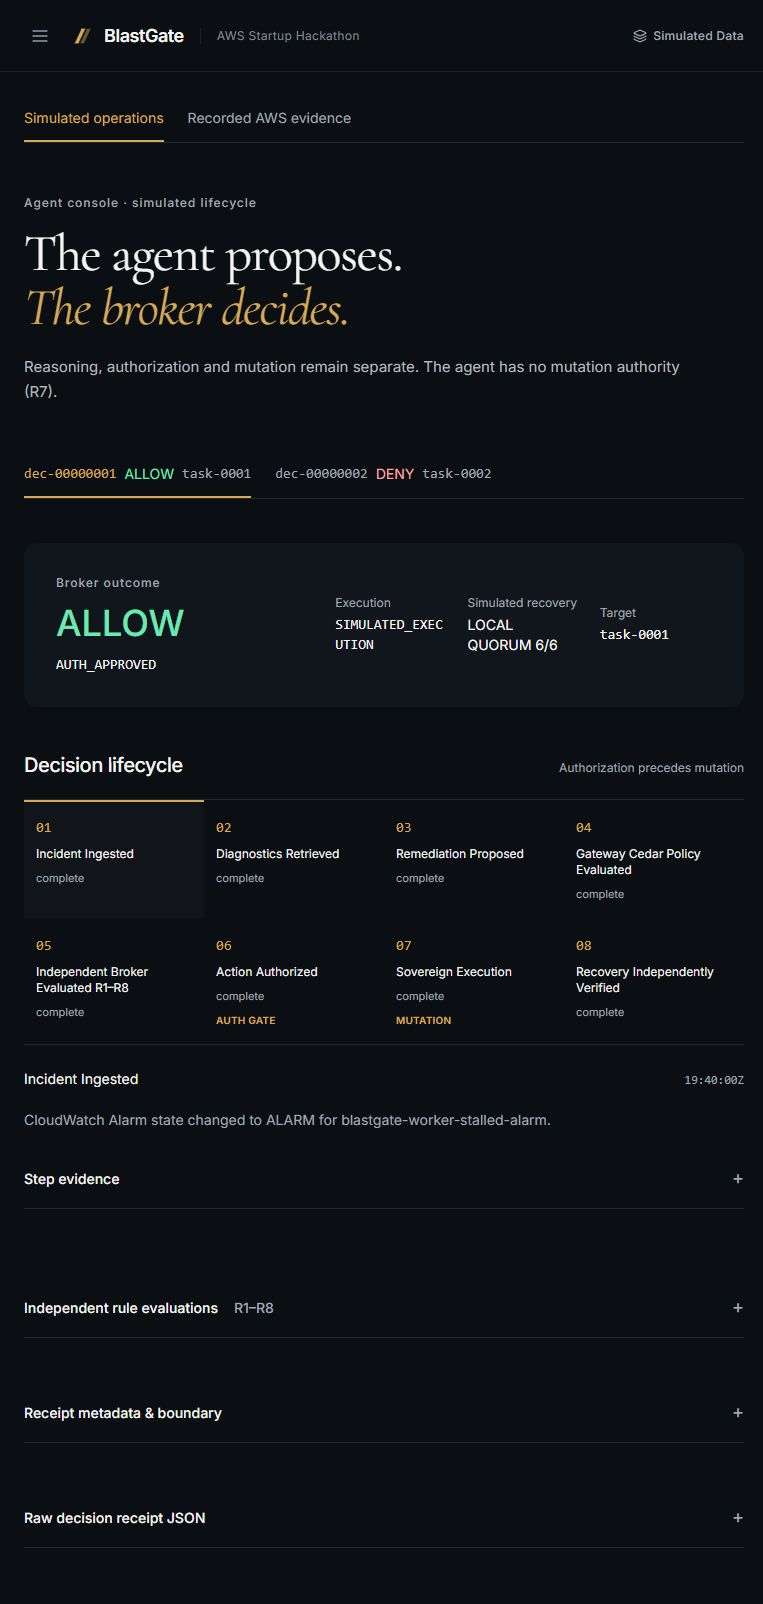 BlastGate
AWS Startup Hackathon
Simulated Data
Simulated operations
Recorded AWS evidence
Agent console · simulated lifecycle
The agent proposes.
The broker decides.
Reasoning, authorization and mutation remain separate. The agent has no mutation authority
(R7).
dec-00000001 ALLOW task-0001
dec-00000002 DENY task-0002
Broker outcome
ALLOW
AUTH_APPROVED
Execution
SIMULATED_EXEC
UTION
Simulated recovery
LOCAL
QUORUM 6/6
Target
task-0001
Decision lifecycle
Authorization precedes mutation
01
Incident Ingested
complete
02
Diagnostics Retrieved
complete
03
Remediation Proposed
complete
04
Gateway Cedar Policy
Evaluated
complete
05
Independent Broker
Evaluated R1–R8
complete
06
Action Authorized
complete
AUTH GATE
07
Sovereign Execution
complete
MUTATION
08
Recovery Independently
Verified
complete
Incident Ingested
19:40:00Z
CloudWatch Alarm state changed to ALARM for blastgate-worker-stalled-alarm.
Step evidence
+
Independent rule evaluations R1–R8
+
Receipt metadata & boundary
+
Raw decision receipt JSON
+